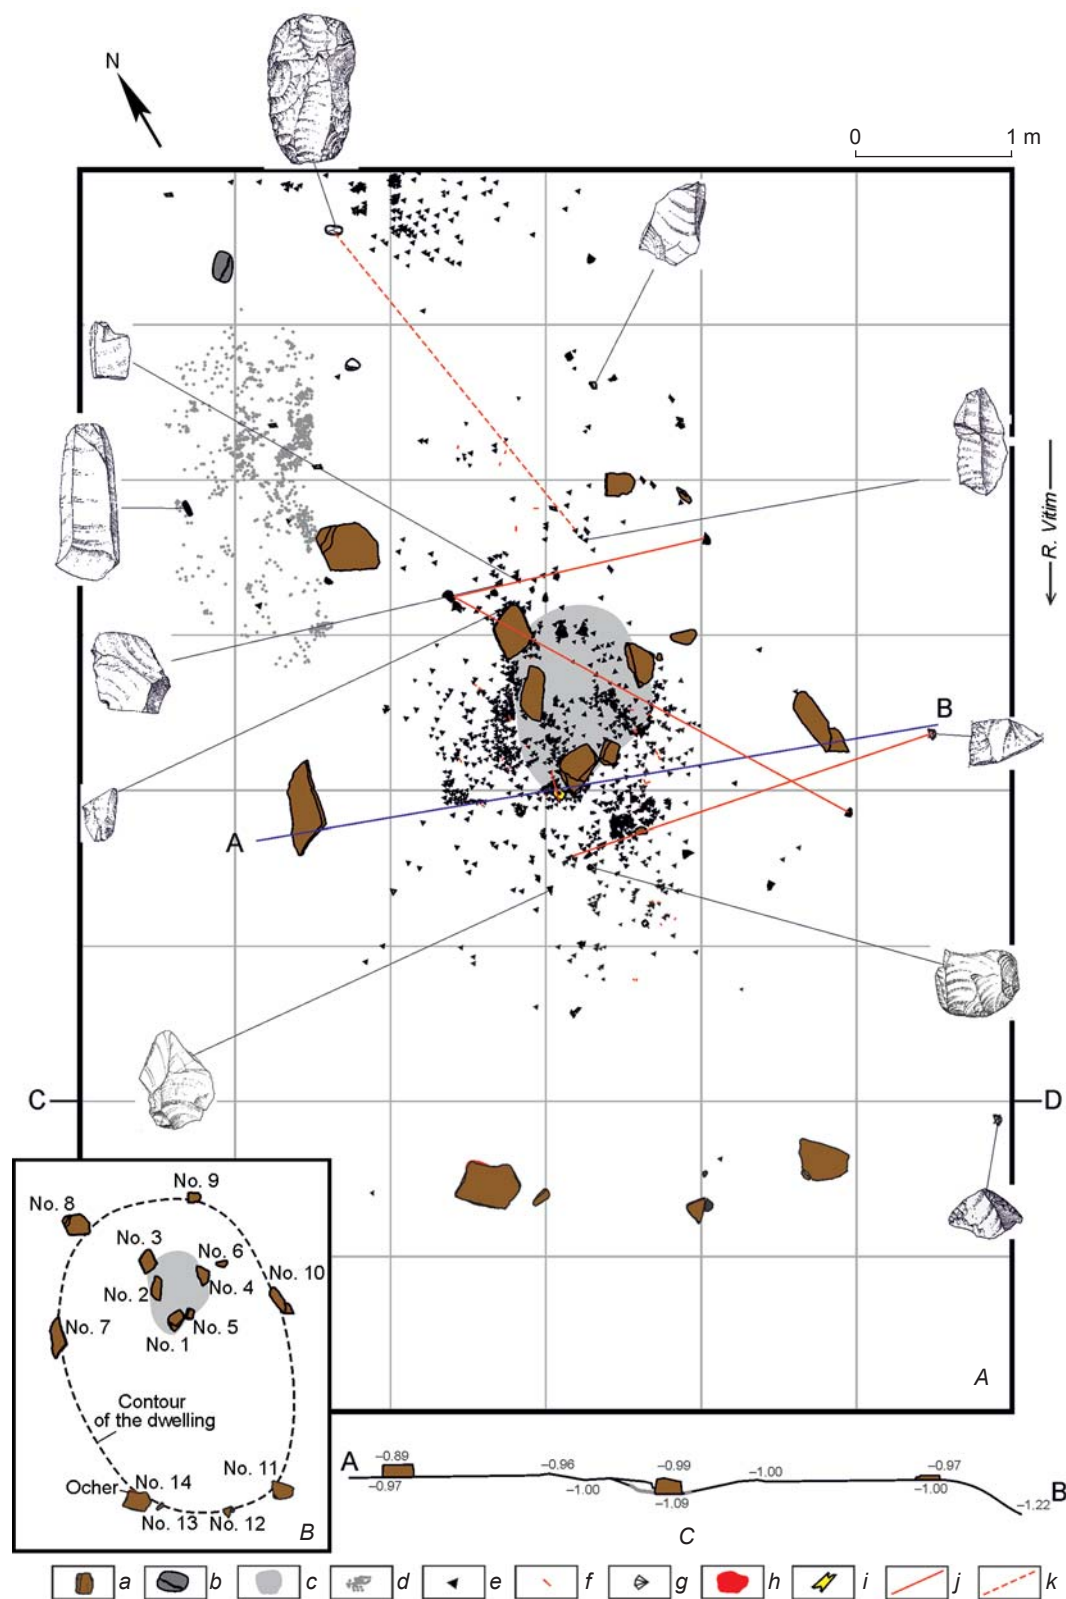 N
0 1 m
R. Vitim
B
A
C
D
A
No. 9
No. 8
No. 3
No. 6
No. 10
No. 2
No. 4
No. 7
No. 5
No. 1
Contour
of the dwelling
No. 11
Ocher
No. 14
No. 13
No. 12
B
A
–0.89
–0.97
–0.96
–1.00
–0.99
–1.09
–1.00
–0.97
–1.00
–1.22
B
C
a b c d e f g h i j k